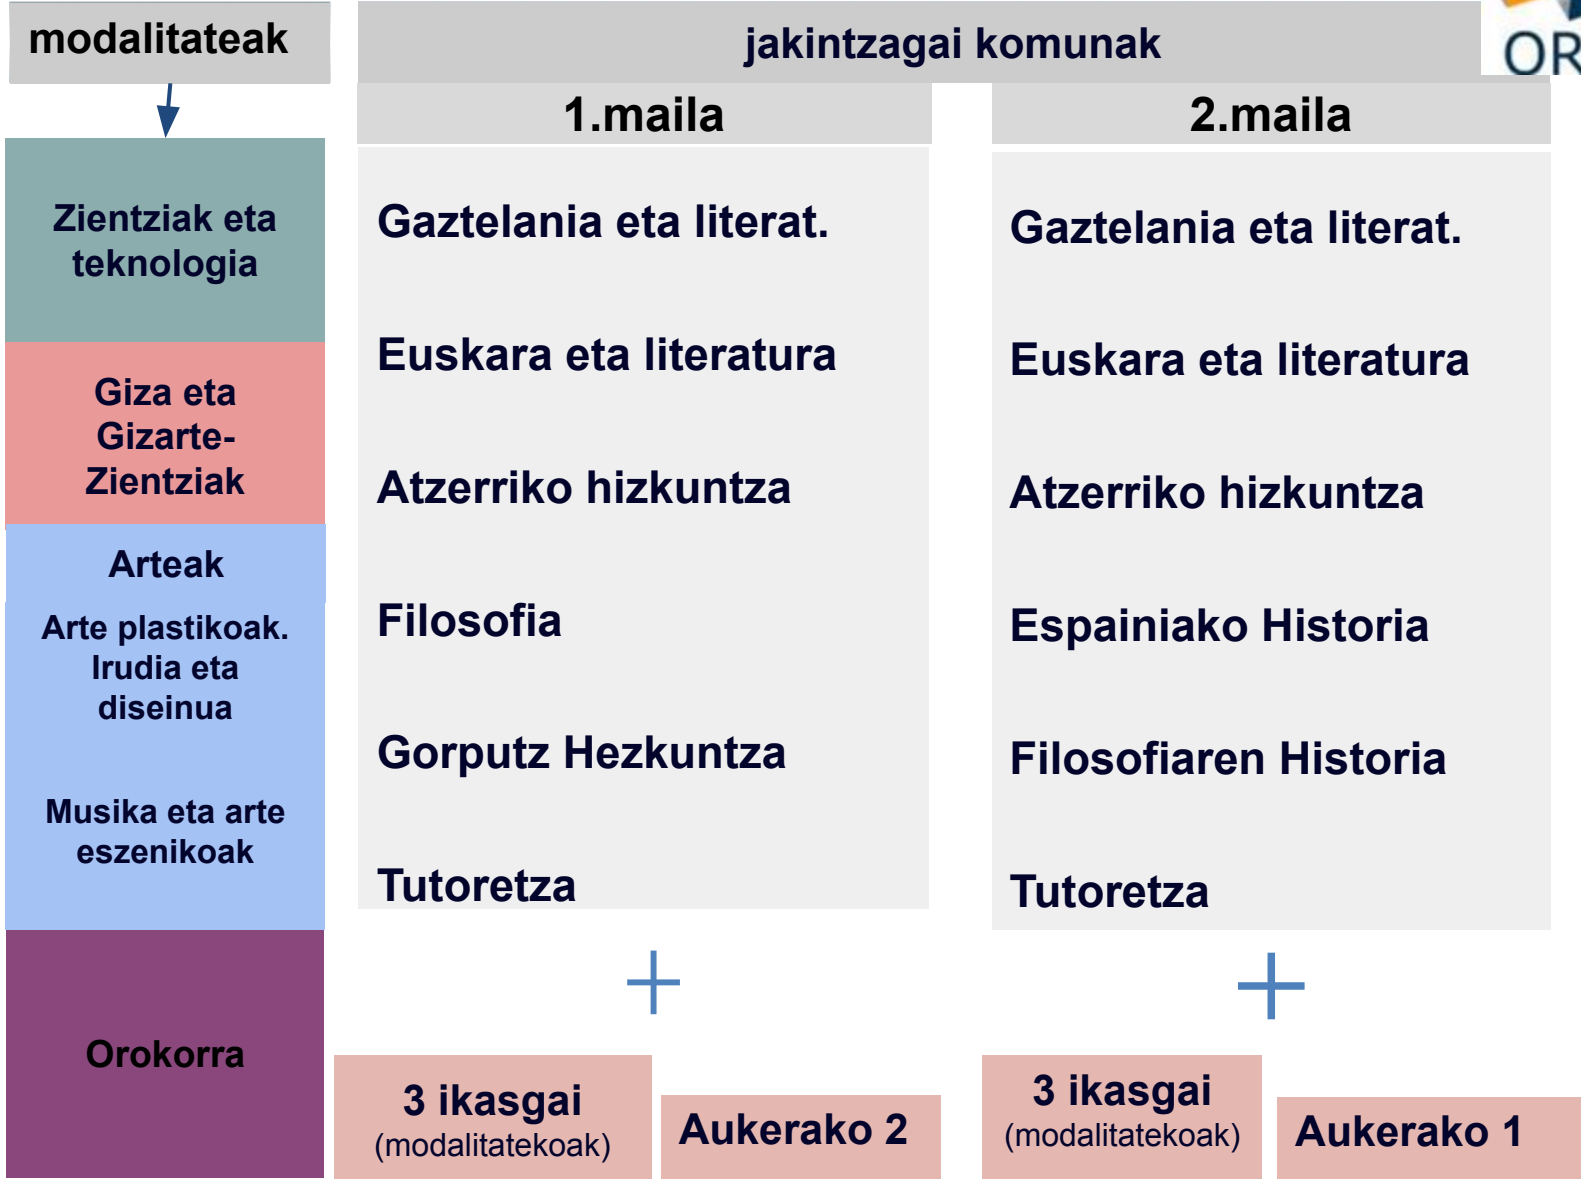 modalitateak
jakintzagai komunak
OR
1.maila
2.maila
Zientziak eta
teknologia
Giza eta
Gizarte-
Zientziak
Arteak
Arte plastikoak.
Irudia eta
diseinua
Musika eta arte
eszenikoak
Orokorra
Gaztelania eta literat.
Euskara eta literatura
Atzerriko hizkuntza
Filosofia
Gorputz Hezkuntza
Tutoretza
Gaztelania eta literat.
Euskara eta literatura
Atzerriko hizkuntza
Espainiako Historia
Filosofiaren Historia
Tutoretza
3 ikasgai
(modalitatekoak)
Aukerako 2
3 ikasgai
(modalitatekoak)
Aukerako 1